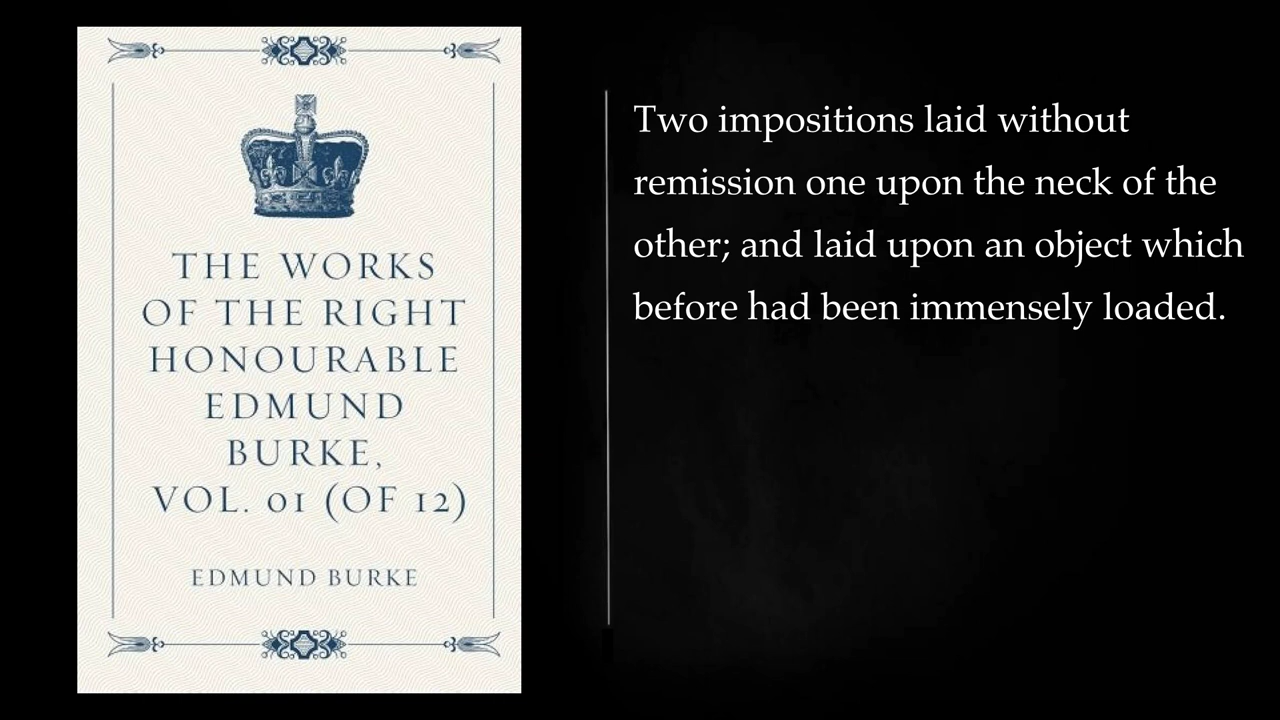 THE WORKS
OF THE RIGHT
HONOURABLE
EDMUND
BURKE,
VOL. 01 (OF 12)
EDMUND BURKE
Two impositions laid without
remission one upon the neck of the
other; and laid upon an object which
before had been immensely loaded.